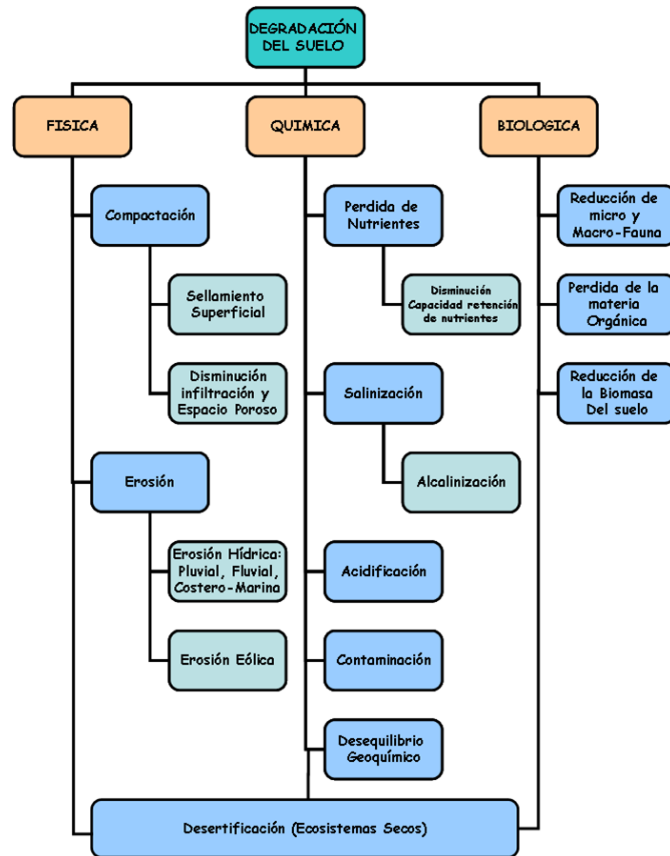 DEGRADACIÓN
DEL SUELO
FISICA
QUIMICA
BIOLOGICA
Compactación
Sellamiento
Superficial
Disminución
infiltración y
Espacio Poroso
Erosión
Erosión Hídrica:
Pluvial, Fluvial,
Costero-Marina
Erosión Eólica
Perdida de
Nutrientes
Disminución
Capacidad retención
de nutrientes
Salinización
Alcalinización
Acidificación
Contaminación
Desequilibrio
Geoquímico
Reducción de
micro y
Macro-Fauna
Perdida de la
materia
Orgánica
Reducción de
la Biomasa
Del suelo
Desertificación (Ecosistemas Secos)